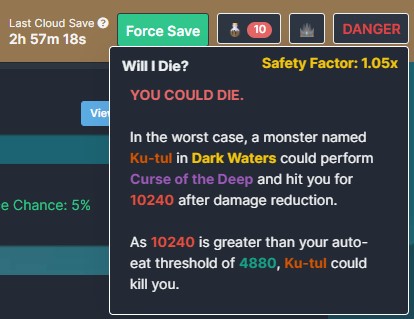 Last Cloud Save ?
2h 57m 18s
Force Save
10
DANGER
Will I Die?
Safety Factor: 1.05x
YOU COULD DIE.
View
In the worst case, a monster named
Ku-tul in Dark Waters could perform
Curse of the Deep and hit you for
10240 after damage reduction.
e Chance: 5%
As 10240 is greater than your auto-
eat threshold of 4880, Ku-tul could
kill you.